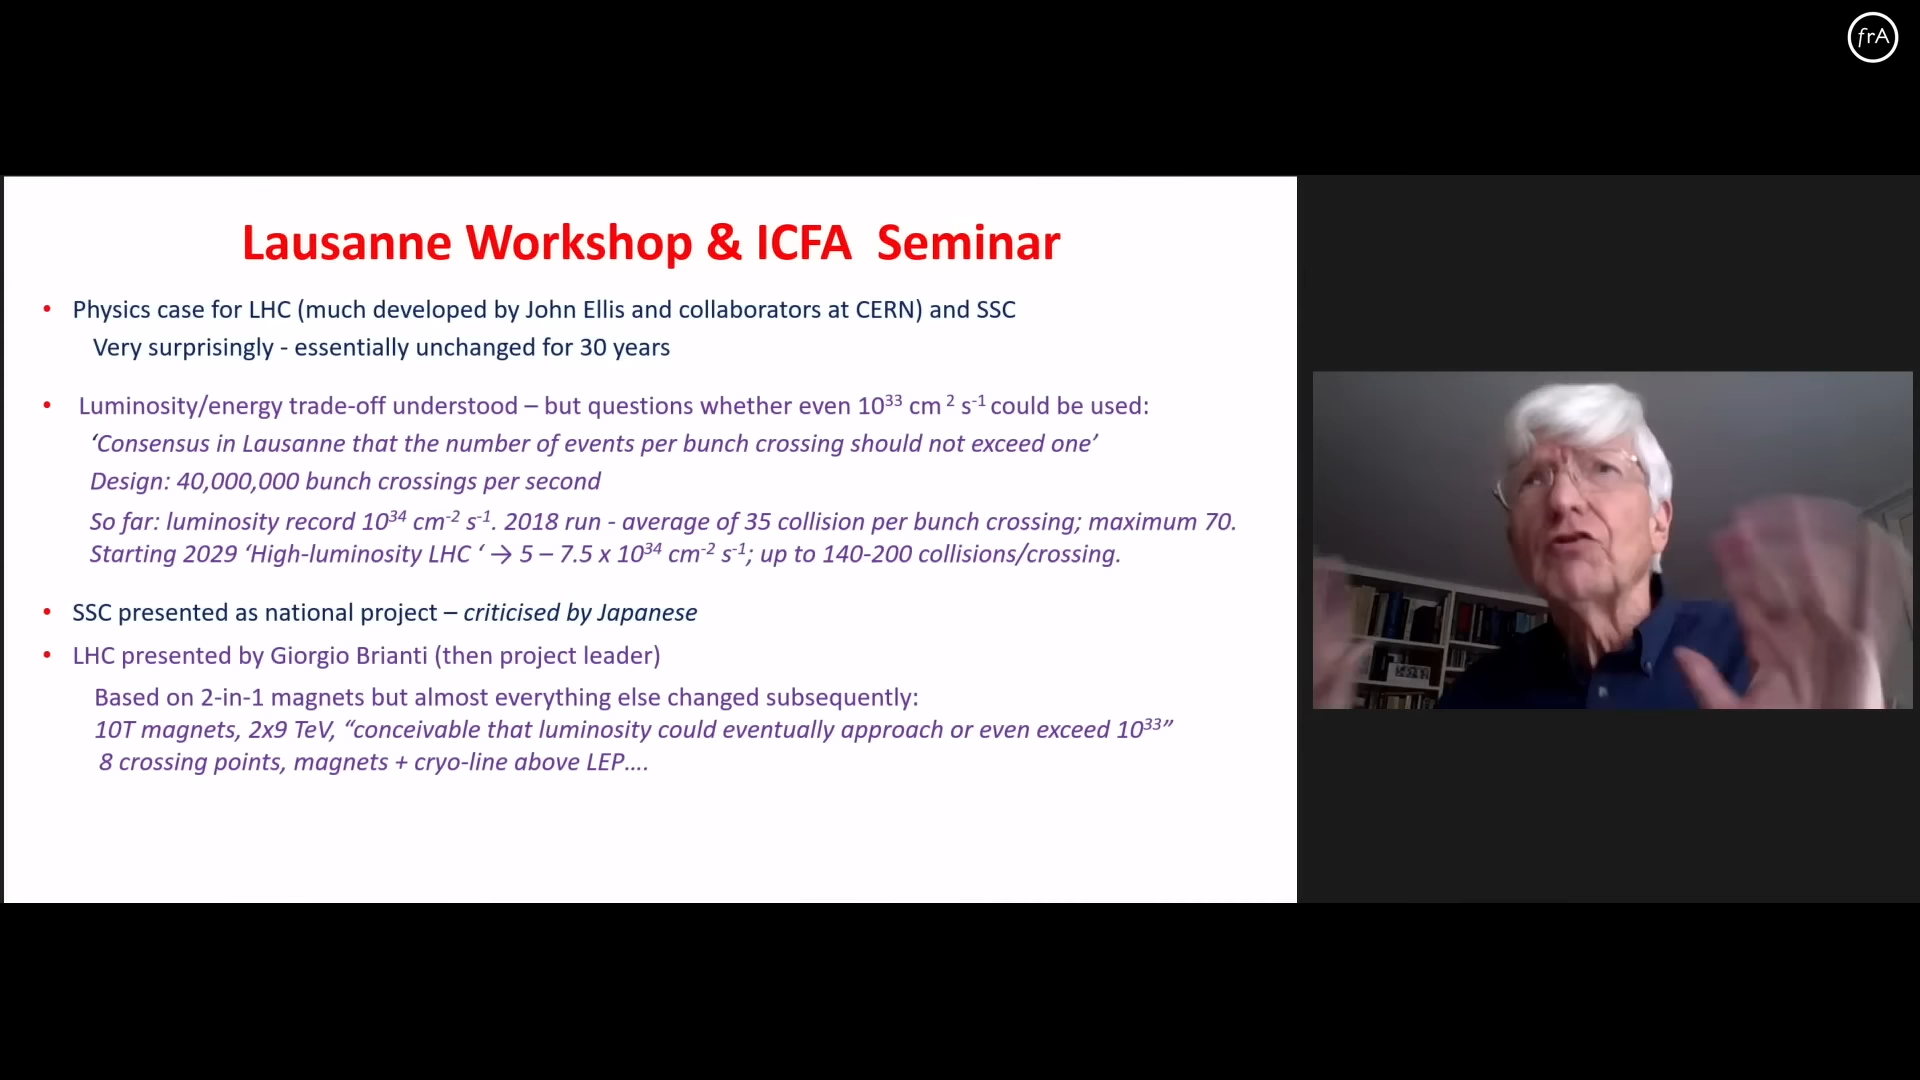 frA
Lausanne Workshop & ICFA Seminar
• Physics case for LHC (much developed by John Ellis and collaborators at CERN) and SSC
Very surprisingly - essentially unchanged for 30 years
• Luminosity/energy trade-off understood – but questions whether even 10³³ cm ² s⁻¹ could be used:
‘Consensus in Lausanne that the number of events per bunch crossing should not exceed one’
Design: 40,000,000 bunch crossings per second
So far: luminosity record 10³⁴ cm⁻² s⁻¹. 2018 run - average of 35 collision per bunch crossing; maximum 70.
Starting 2029 ‘High-luminosity LHC ‘ → 5 – 7.5 x 10³⁴ cm⁻² s⁻¹; up to 140-200 collisions/crossing.
• SSC presented as national project – criticised by Japanese
• LHC presented by Giorgio Brianti (then project leader)
Based on 2-in-1 magnets but almost everything else changed subsequently:
10T magnets, 2x9 TeV, “conceivable that luminosity could eventually approach or even exceed 10³³”
8 crossing points, magnets + cryo-line above LEP....